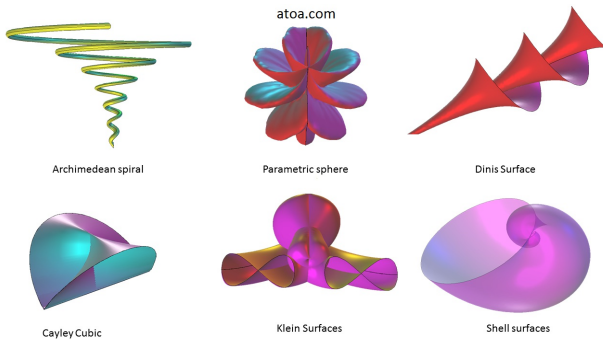 atoa.com
Archimedean spiral
Parametric sphere
Dinis Surface
Cayley Cubic
Klein Surfaces
Shell surfaces